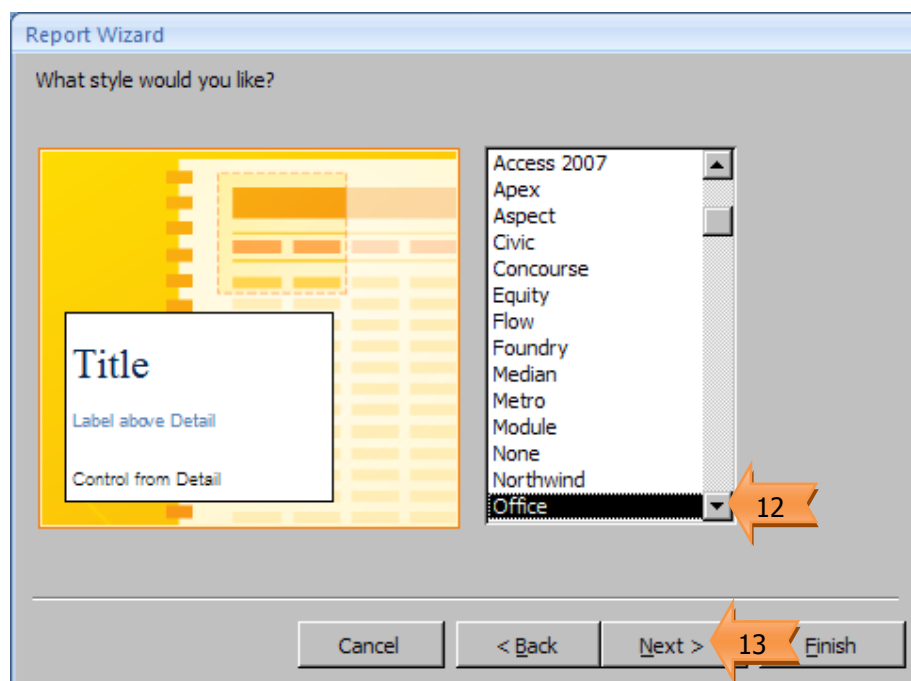 Report Wizard
What style would you like?
Title
Label above Detail
Control from Detail
Access 2007
Apex
Aspect
Civic
Concourse
Equity
Flow
Foundry
Median
Metro
Module
None
Northwind
Office
12
Cancel
< Back
Next >
13
Finish